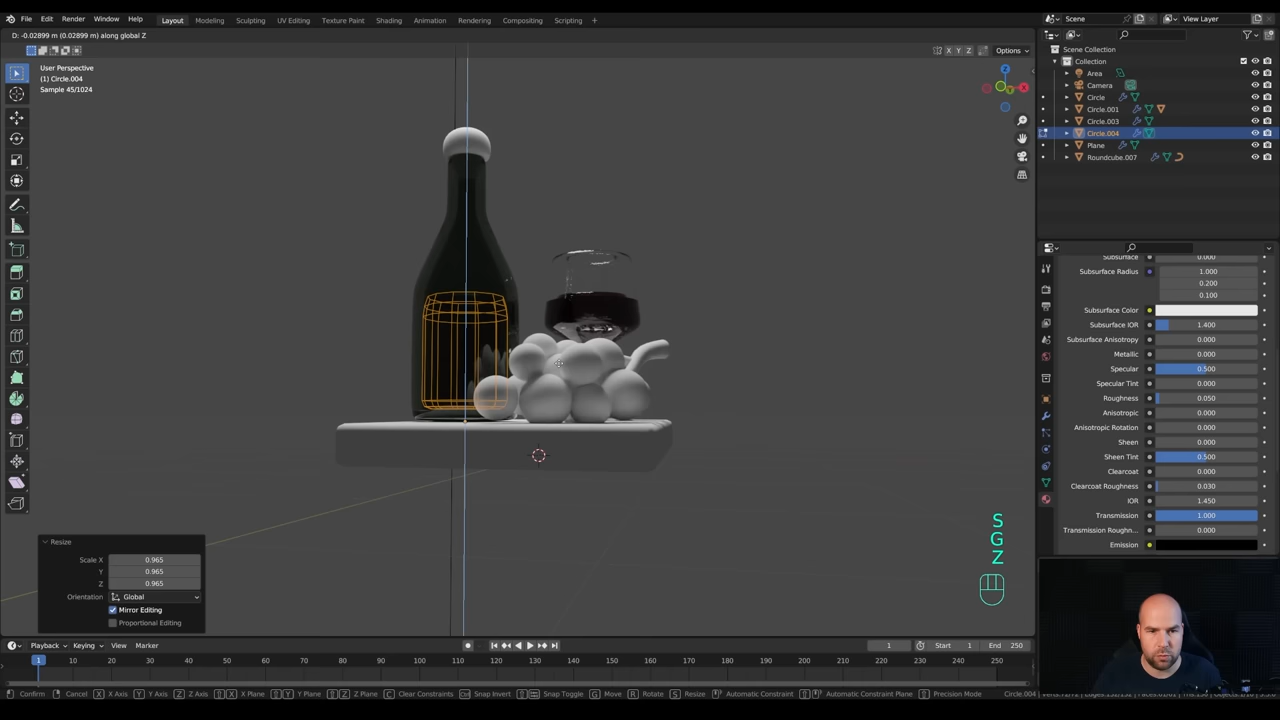 File Edit Render Window Help Layout Modeling Sculpting UV Editing Texture Paint Shading Animation Rendering Compositing Scripting + Scene View Layer
D: -0.02899 m (0.02899 m) along global Z
X Y Z Options
User Perspective
(1) Circle.004
Sample 45/1024
Z
X
Y
Scene Collection
Collection
Area
Camera
Circle
Circle.001
Circle.003
Circle.004
Plane
Roundcube.007
Subsurface 0.000
Subsurface Radius 1.000
0.200
0.100
Subsurface Color
Subsurface IOR 1.400
Subsurface Anisotropy 0.000
Metallic 0.000
Specular 0.500
Specular Tint 0.000
Roughness 0.050
Anisotropic 0.000
Anisotropic Rotation 0.000
Sheen 0.000
Sheen Tint 0.500
Clearcoat 0.000
Clearcoat Roughness 0.030
IOR 1.450
Transmission 1.000
Transmission Roughn... 0.000
Emission
S
G
Z
Resize
Scale X 0.965
Y 0.965
Z 0.965
Orientation Global
Mirror Editing
Proportional Editing
Playback Keying View Marker 1 Start 1 End 250
1 10 20 30 40 50 60 70 80 90 100 110 120 130 140 150 160 170 180 190 200 210 220 230 240 250
Confirm Cancel X X Axis Y Y Axis Z Z Axis X X Plane Y Y Plane Z Z Plane C Clear Constraints Snap Invert Snap Toggle G Move R Rotate S Resize Automatic Constraint Automatic Constraint Plane Precision Mode Circle.004